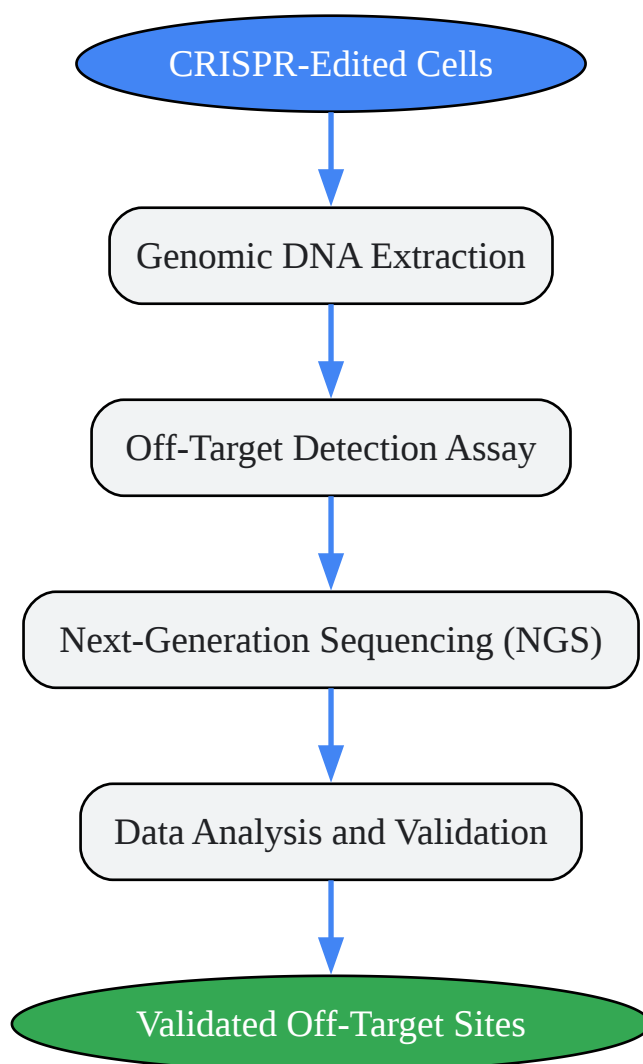 CRISPR-Edited Cells
Genomic DNA Extraction
Off-Target Detection Assay
Next-Generation Sequencing (NGS)
Data Analysis and Validation
Validated Off-Target Sites